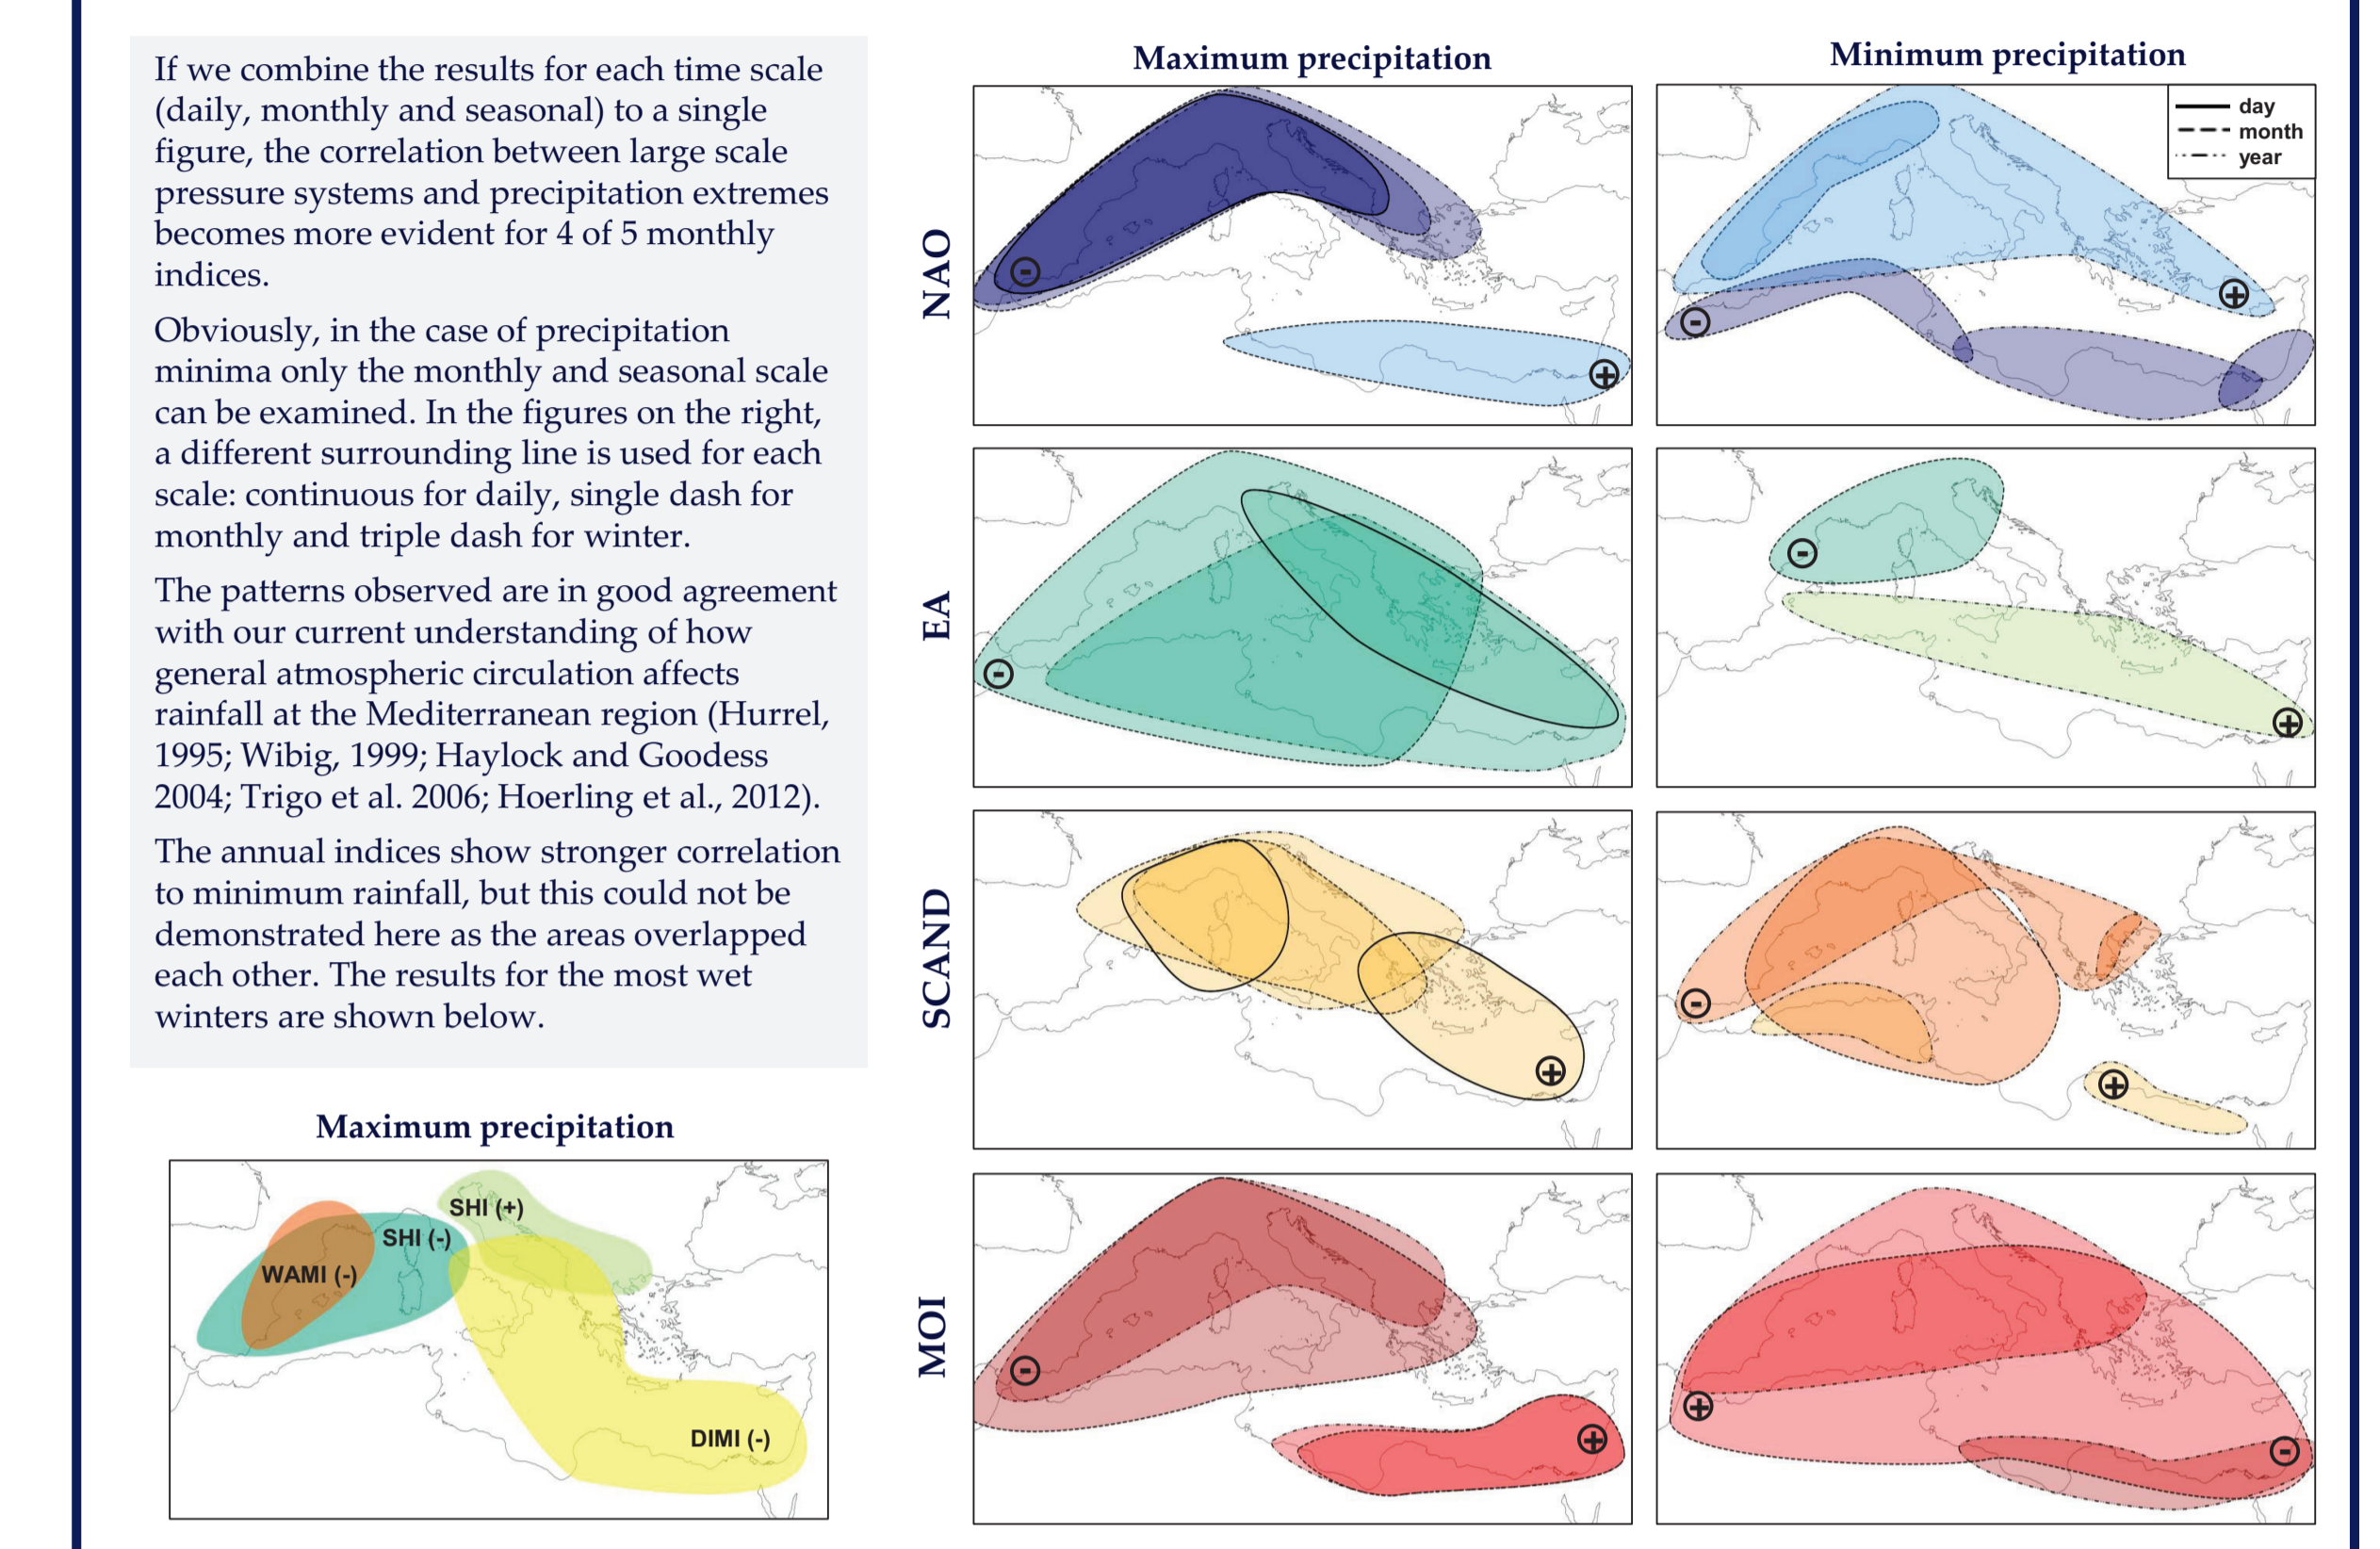 If we combine the results for each time scale
(daily, monthly and seasonal) to a single
figure, the correlation between large scale
pressure systems and precipitation extremes
becomes more evident for 4 of 5 monthly
indices.
Obviously, in the case of precipitation
minima only the monthly and seasonal scale
can be examined. In the figures on the right,
a different surrounding line is used for each
scale: continuous for daily, single dash for
monthly and triple dash for winter.
The patterns observed are in good agreement
with our current understanding of how
general atmospheric circulation affects
rainfall at the Mediterranean region (Hurrel,
1995; Wibig, 1999; Haylock and Goodess
2004; Trigo et al. 2006; Hoerling et al., 2012).
The annual indices show stronger correlation
to minimum rainfall, but this could not be
demonstrated here as the areas overlapped
each other. The results for the most wet
winters are shown below.
Maximum precipitation
SHI (+)
SHI (-)
WAMI (-)
DIMI (-)
Maximum precipitation
Minimum precipitation
day
month
year
NAO
-
+
+
-
EA
-
-
+
SCAND
+
-
+
MOI
-
+
+
-